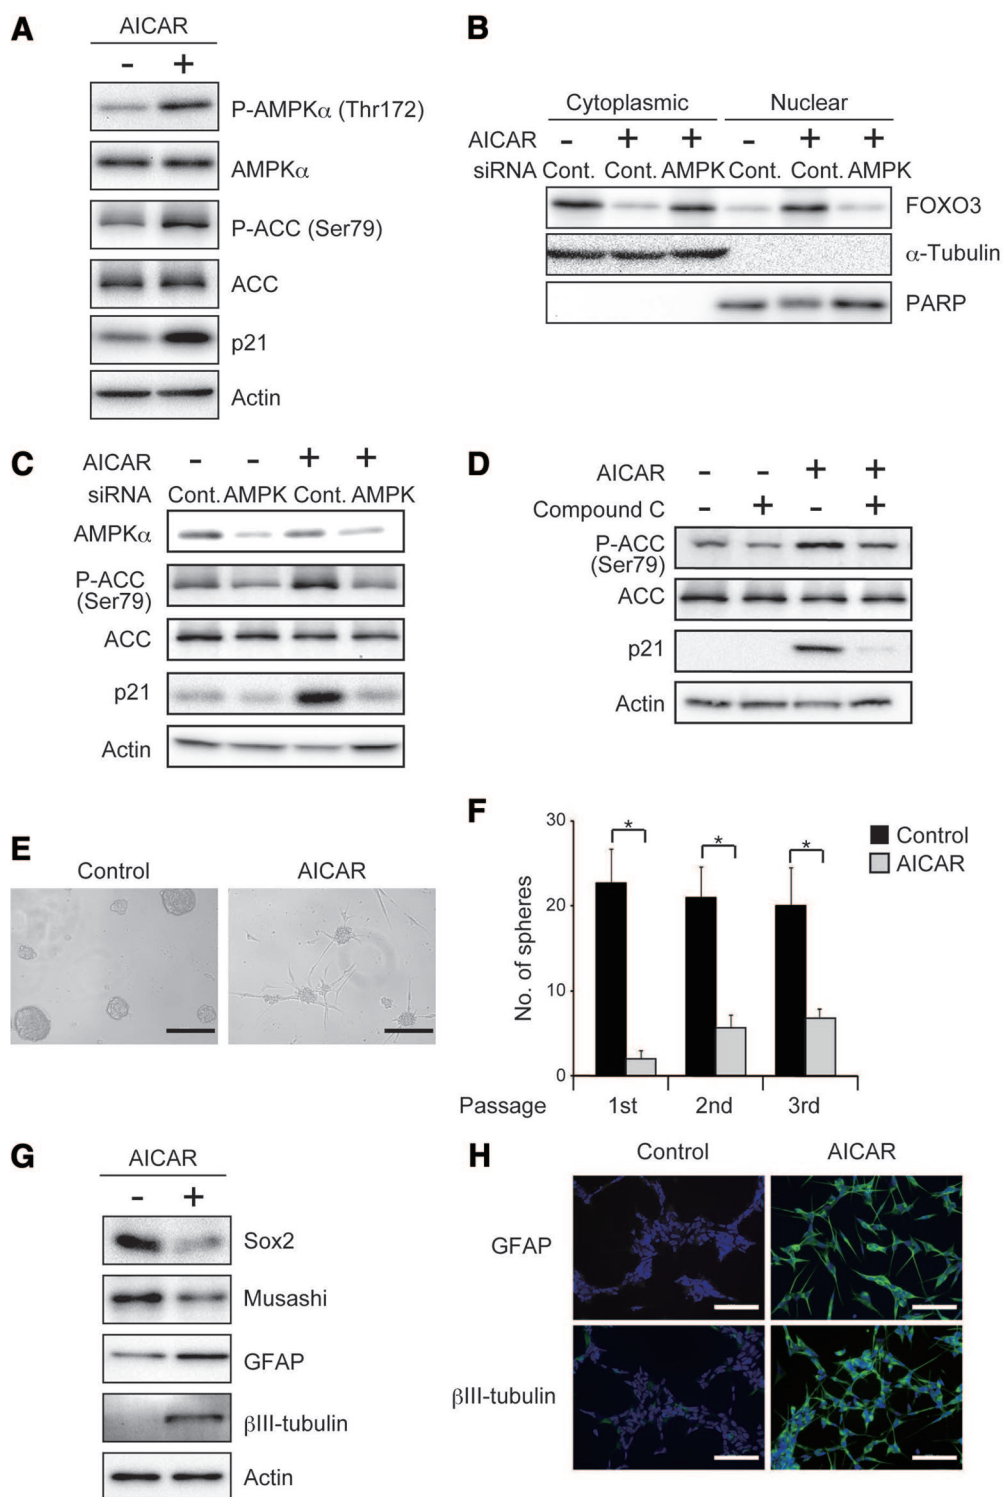 A
AICAR
- +
P-AMPKα (Thr172)
AMPKα
P-ACC (Ser79)
ACC
p21
Actin
B
Cytoplasmic Nuclear
AICAR - + + - + +
siRNA Cont. Cont. AMPK Cont. Cont. AMPK
FOXO3
α-Tubulin
PARP
C
AICAR - - + +
siRNA Cont. AMPK Cont. AMPK
AMPKα
P-ACC
(Ser79)
ACC
p21
Actin
D
AICAR - - + +
Compound C - + - +
P-ACC
(Ser79)
ACC
p21
Actin
E
Control AICAR
F
No. of spheres
30
20
10
0
* * *
Control
AICAR
Passage 1st 2nd 3rd
G
AICAR
- +
Sox2
Musashi
GFAP
βIII-tubulin
Actin
H
Control AICAR
GFAP
βIII-tubulin